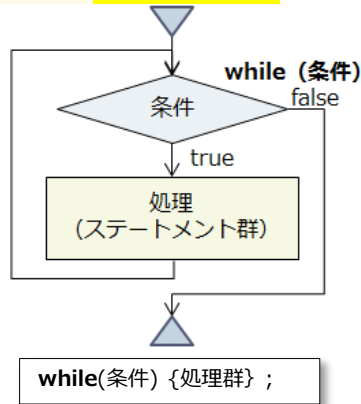 while（条件）
条件
false
true
処理
（ステートメント群）
while(条件) {処理群} ;